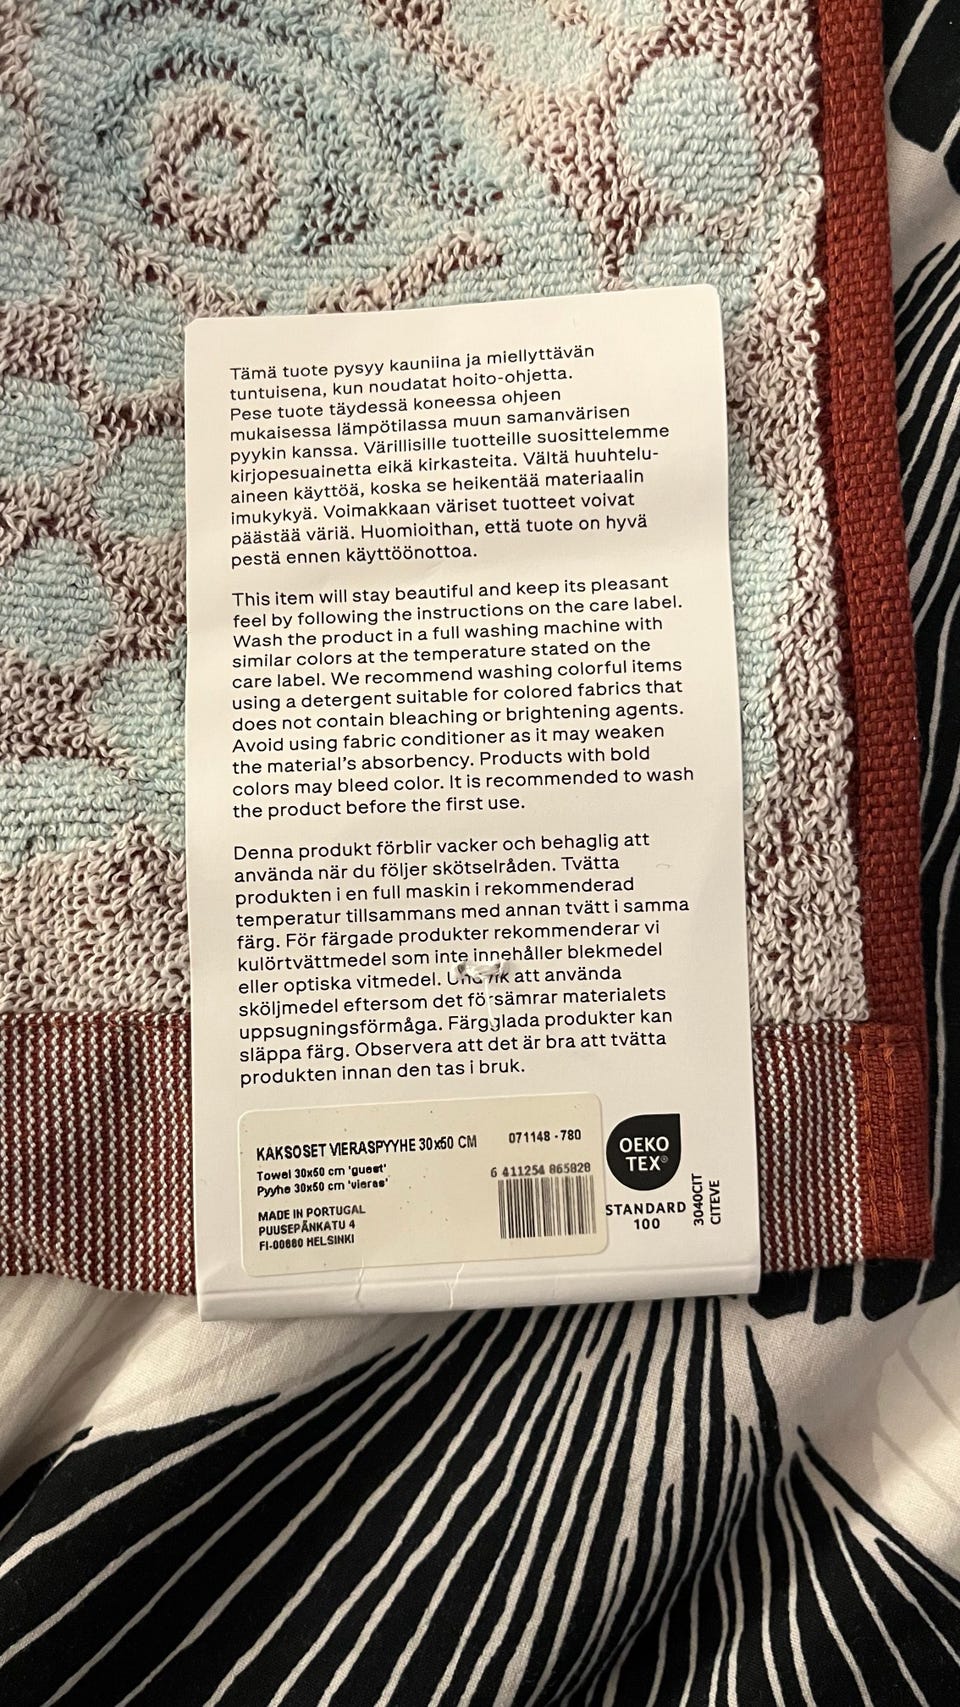 Tämä tuote pysyy kauniina ja miellyttävän
tuntuisena, kun noudatat hoito-ohjetta.
Pese tuote täydessä koneessa ohjeen
mukaisessa lämpötilassa muun samanvärisen
pyykin kanssa. Värillisille tuotteille suosittelemme
kirjopesuainetta eikä kirkasteita. Vältä huuhtelu-
aineen käyttöä, koska se heikentää materiaalin
imukykyä. Voimakkaan väriset tuotteet voivat
päästää väriä. Huomioithan, että tuote on hyvä
pestä ennen käyttöönottoa.
This item will stay beautiful and keep its pleasant
feel by following the instructions on the care label.
Wash the product in a full washing machine with
similar colors at the temperature stated on the
care label. We recommend washing colorful items
using a detergent suitable for colored fabrics that
does not contain bleaching or brightening agents.
Avoid using fabric conditioner as it may weaken
the material's absorbency. Products with bold
colors may bleed color. It is recommended to wash
the product before the first use.
Denna produkt förblir vacker och behaglig att
använda när du följer skötselråden. Tvätta
produkten i en full maskin i rekommenderad
temperatur tillsammans med annan tvätt i samma
färg. För färgade produkter rekommenderar vi
kulörtvättmedel som inte innehåller blekmedel
eller optiska vitmedel. att använda
sköljmedel eftersom det försämrar materialets
uppsugningsförmåga. Färgglada produkter kan
släppa färg. Observera att det är bra att tvätta
produkten innan den tas i bruk.
KAKSOSET VIERASPYYHE 30x50 CM
071148 - 780
Towel 30x50 cm 'guest'
Pyyhe 30x50 cm 'vieras'
6 411254 865828
MADE IN PORTUGAL
PUUSEPÄNKATU 4
FI-00880 HELSINKI
OEKO
TEX®
STANDARD
100
3040CIT
CITEVE